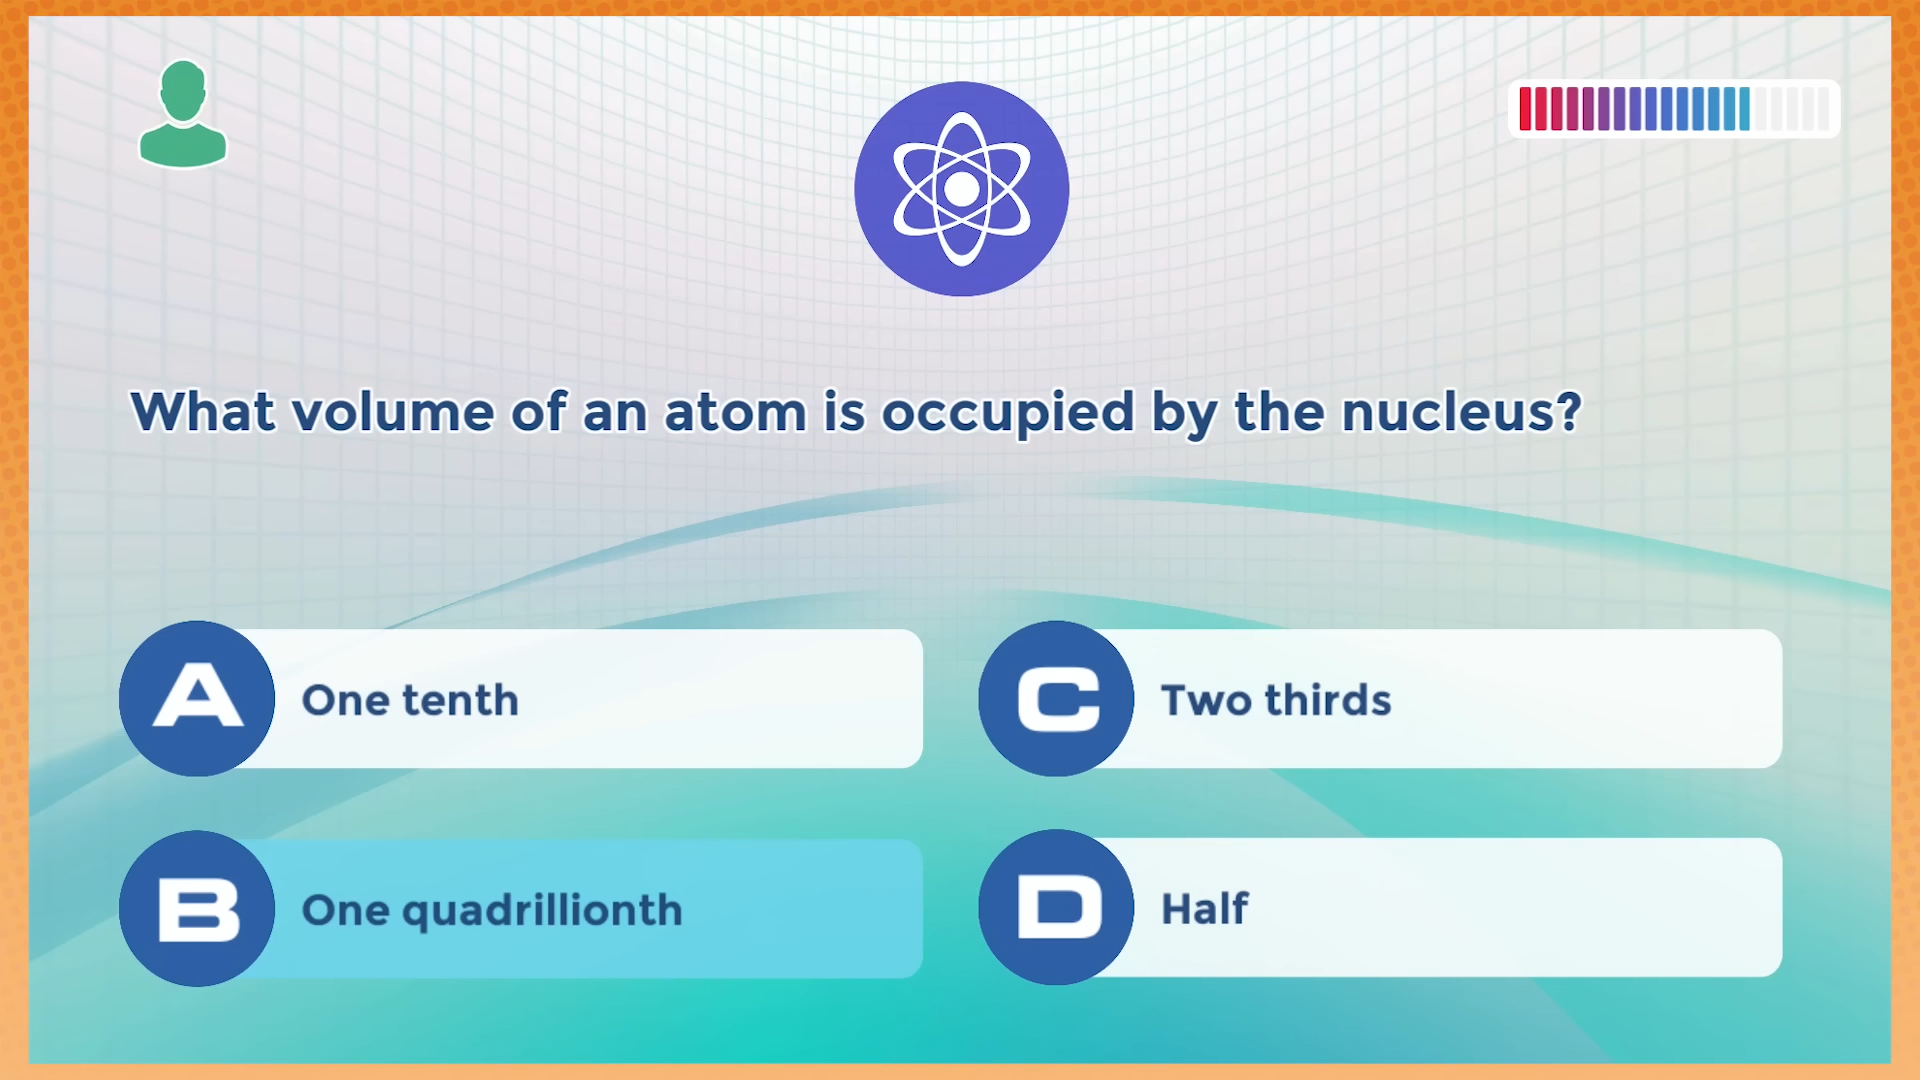 What volume of an atom is occupied by the nucleus?
A One tenth
B One quadrillionth
C Two thirds
D Half